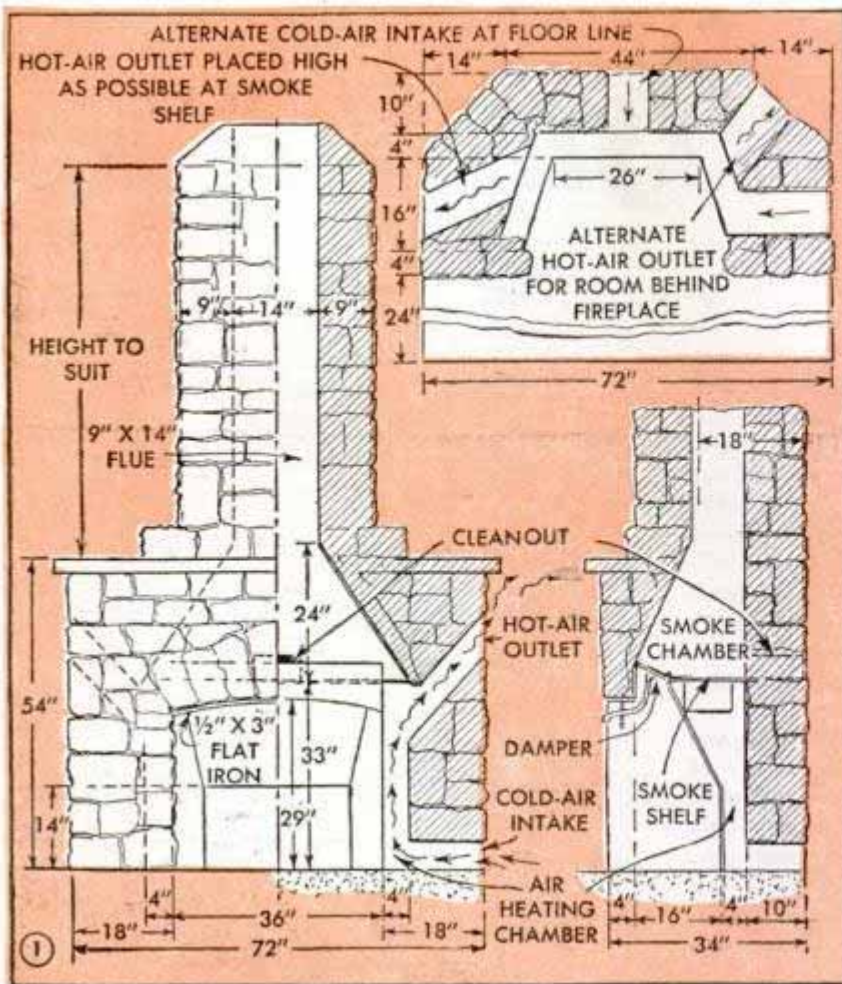 ALTERNATE COLD-AIR INTAKE AT FLOOR LINE
HOT-AIR OUTLET PLACED HIGH
AS POSSIBLE AT SMOKE
SHELF
14"
44"
14"
10"
4"
16"
4"
24"
26"
ALTERNATE
HOT-AIR OUTLET
FOR ROOM BEHIND
FIREPLACE
72"
9"
14"
9"
HEIGHT TO
SUIT
9" X 14"
FLUE
18"
CLEANOUT
24"
HOT-AIR
OUTLET
SMOKE
CHAMBER
54"
½" X 3"
FLAT
IRON
33"
DAMPER
14"
29"
COLD-AIR
INTAKE
SMOKE
SHELF
AIR
HEATING
CHAMBER
4"
36"
4"
18"
18"
72"
4"
16"
4"
10"
34"
1